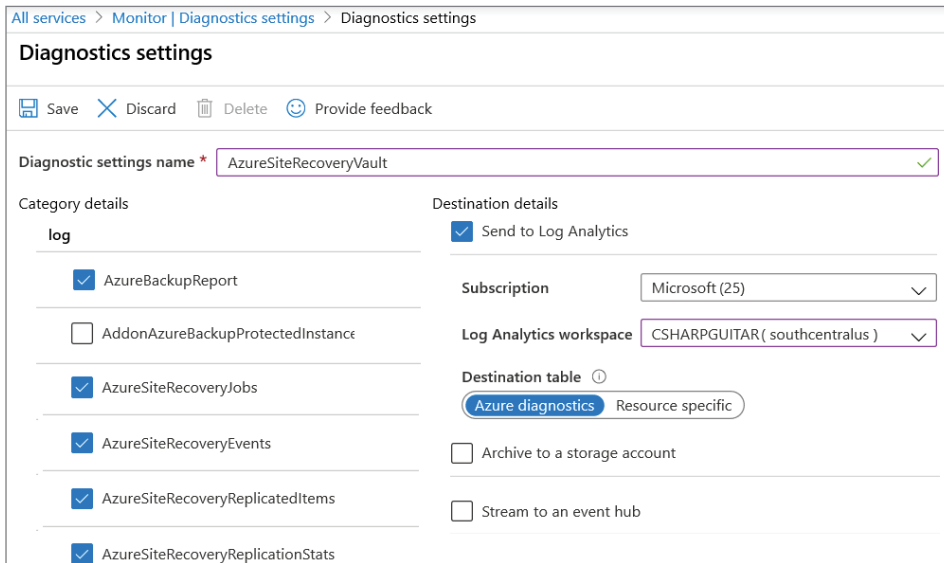 All services > Monitor | Diagnostics settings > Diagnostics settings
Diagnostics settings
Save Discard Delete Provide feedback
Diagnostic settings name * AzureSiteRecoveryVault
Category details
log
AzureBackupReport
AddonAzureBackupProtectedInstance
AzureSiteRecoveryJobs
AzureSiteRecoveryEvents
AzureSiteRecoveryReplicatedItems
AzureSiteRecoveryReplicationStats
Destination details
Send to Log Analytics
Subscription Microsoft (25)
Log Analytics workspace CSHARPGUITAR ( southcentralus )
Destination table
Azure diagnostics Resource specific
Archive to a storage account
Stream to an event hub